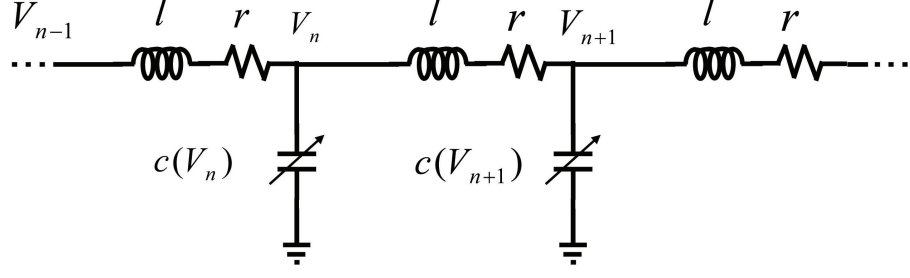 V_{n-1} l r V_n l r V_{n+1} l r
c(V_n) c(V_{n+1})